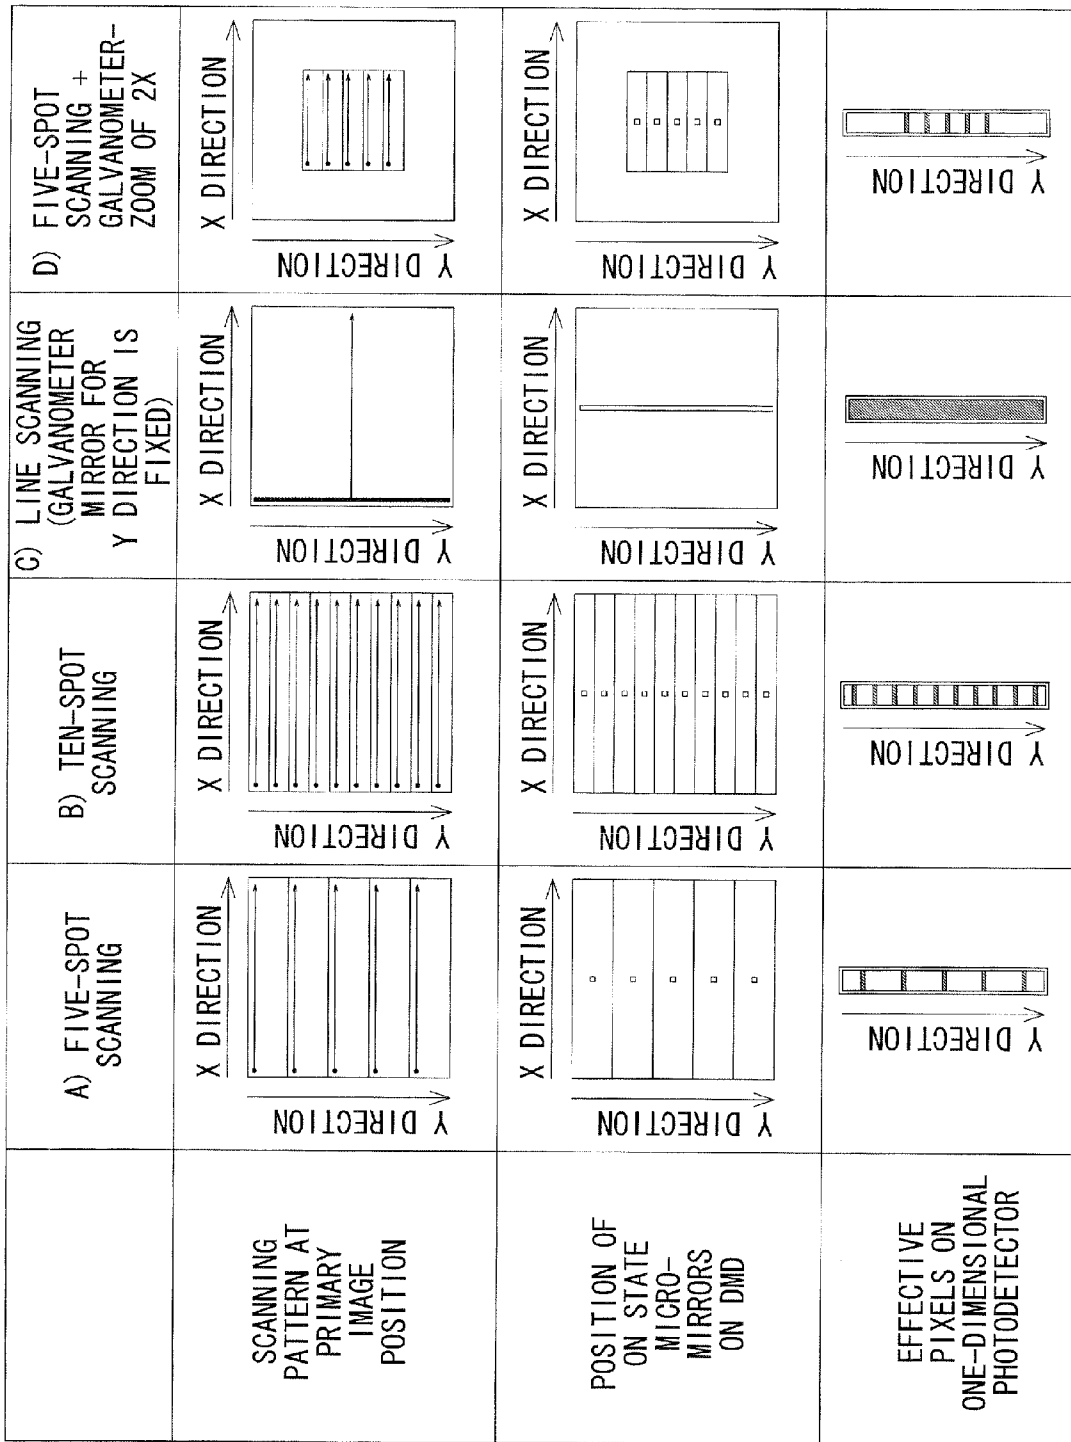 A) FIVE-SPOT
SCANNING
B) TEN-SPOT
SCANNING
C) LINE SCANNING
(GALVANOMETER
MIRROR FOR
Y DIRECTION IS
FIXED)
D) FIVE-SPOT
SCANNING +
GALVANOMETER-
ZOOM OF 2X
SCANNING
PATTERN AT
PRIMARY
IMAGE
POSITION
X DIRECTION
Y DIRECTION
X DIRECTION
Y DIRECTION
X DIRECTION
Y DIRECTION
X DIRECTION
Y DIRECTION
POSITION OF
ON STATE
MICRO-
MIRRORS
ON DMD
X DIRECTION
Y DIRECTION
X DIRECTION
Y DIRECTION
X DIRECTION
Y DIRECTION
X DIRECTION
Y DIRECTION
EFFECTIVE
PIXELS ON
ONE-DIMENSIONAL
PHOTODETECTOR
Y DIRECTION
Y DIRECTION
Y DIRECTION
Y DIRECTION